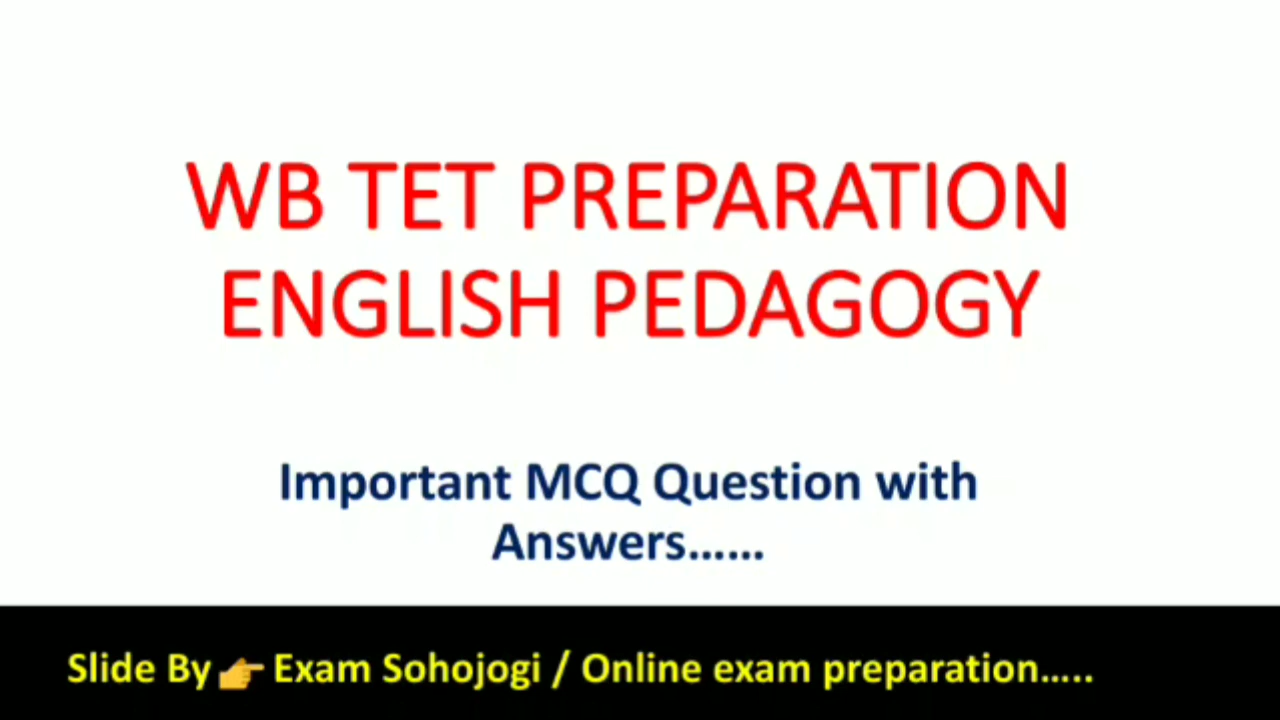 WB TET PREPARATION
ENGLISH PEDAGOGY
Important MCQ Question with
Answers......
Slide By 👉 Exam Sohojogi / Online exam preparation.....